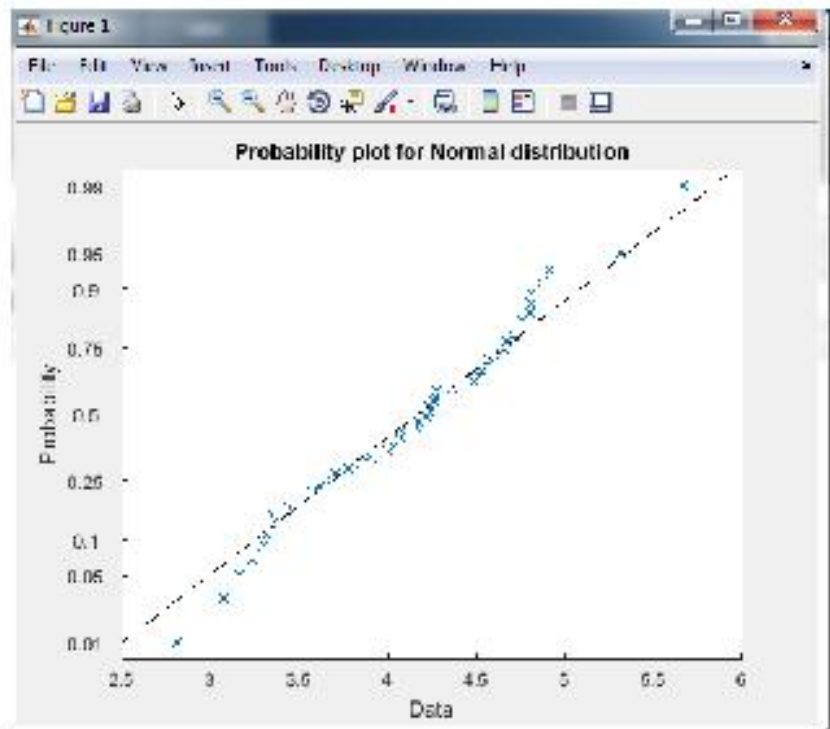 Figure 1
File Edit View Insert Tools Desktop Window Help
Probability plot for Normal distribution
0.99
0.95
0.9
0.75
0.5
0.25
0.1
0.05
0.01
Probability
2.5 3 3.5 4 4.5 5 5.5 6
Data